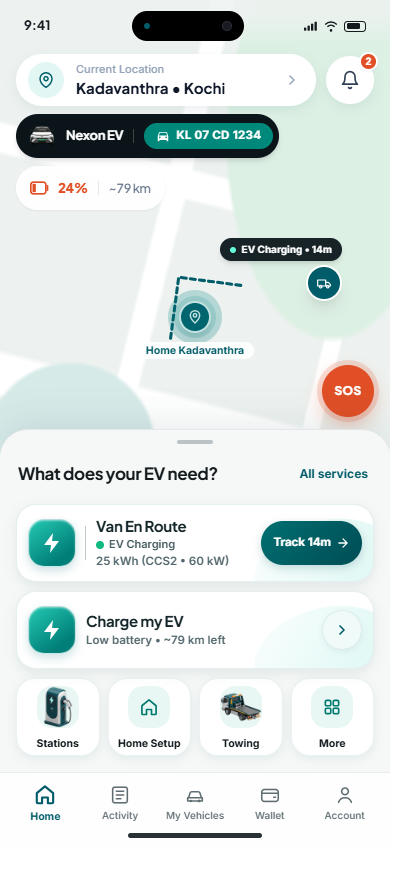 9:41
Current Location
Kadavanthra • Kochi
2
Nexon EV
KL 07 CD 1234
24%
~79 km
EV Charging • 14m
Home Kadavanthra
SOS
What does your EV need?
All services
Van En Route
EV Charging
25 kWh (CCS2 • 60 kW)
Track 14m →
Charge my EV
Low battery • ~79 km left
Stations
Home Setup
Towing
More
Home
Activity
My Vehicles
Wallet
Account